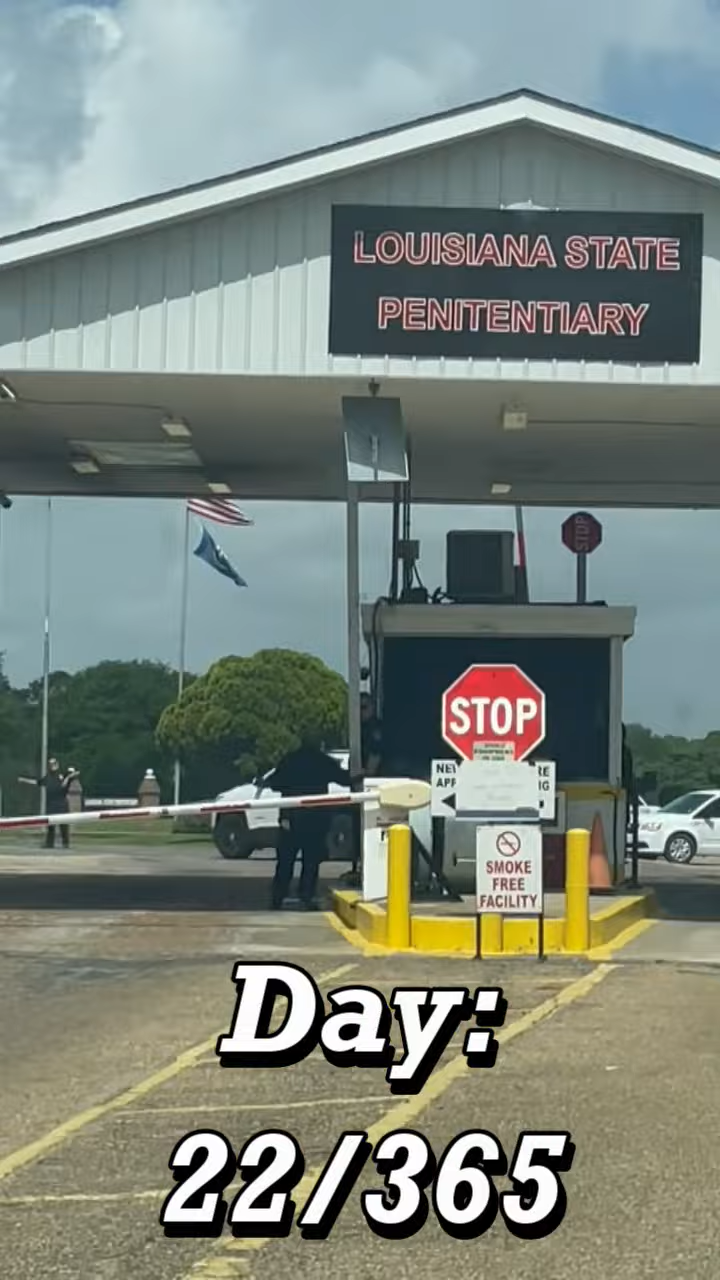 LOUISIANA STATE
PENITENTIARY
STOP
STOP
SMOKE
FREE
FACILITY
Day:
22/365